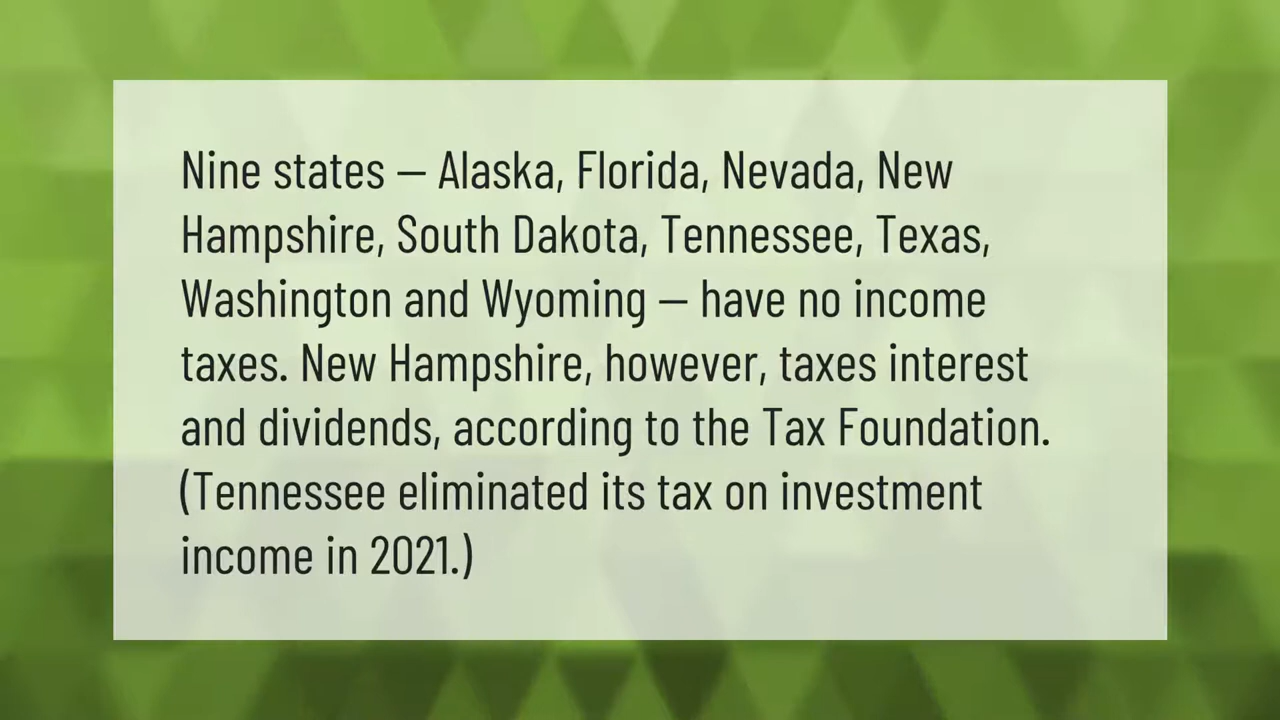 Nine states — Alaska, Florida, Nevada, New
Hampshire, South Dakota, Tennessee, Texas,
Washington and Wyoming — have no income
taxes. New Hampshire, however, taxes interest
and dividends, according to the Tax Foundation.
(Tennessee eliminated its tax on investment
income in 2021.)